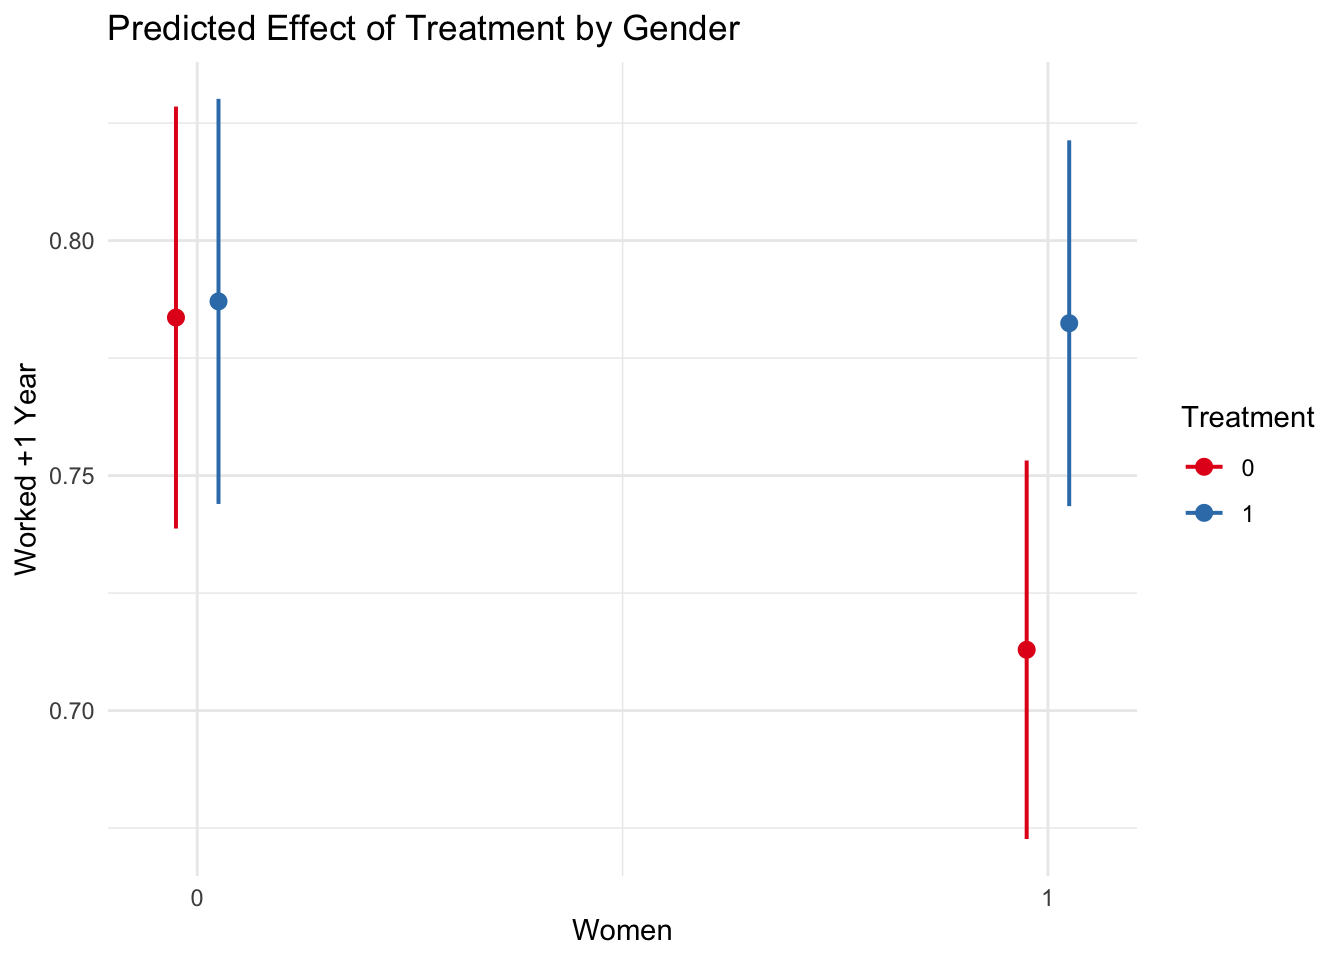 Predicted Effect of Treatment by Gender
Worked +1 Year
0.80
0.75
0.70
0
1
Women
Treatment
0
1